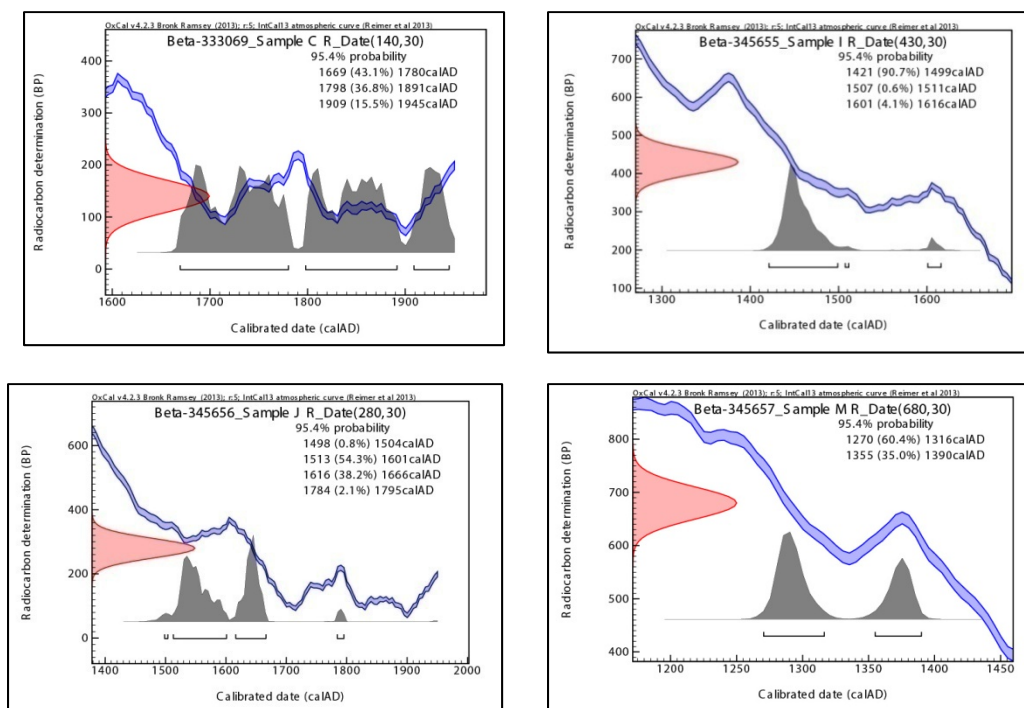 OxCal v4.2.3 Bronk Ramsey (2013); r:5; IntCal13 atmospheric curve (Reimer et al 2013)
Beta-333069_Sample C R_Date(140,30)
95.4% probability
1669 (43.1%) 1780calAD
1798 (36.8%) 1891calAD
1909 (15.5%) 1945calAD
Radiocarbon determination (BP)
400
300
200
100
0
1600 1700 1800 1900
Calibrated date (calAD)
OxCal v4.2.3 Bronk Ramsey (2013); r:5; IntCal13 atmospheric curve (Reimer et al 2013)
Beta-345655_Sample I R_Date(430,30)
95.4% probability
1421 (90.7%) 1499calAD
1507 (0.6%) 1511calAD
1601 (4.1%) 1616calAD
Radiocarbon determination (BP)
700
600
500
400
300
200
100
1300 1400 1500 1600
Calibrated date (calAD)
OxCal v4.2.3 Bronk Ramsey (2013); r:5; IntCal13 atmospheric curve (Reimer et al 2013)
Beta-345656_Sample J R_Date(280,30)
95.4% probability
1498 (0.8%) 1504calAD
1513 (54.3%) 1601calAD
1616 (38.2%) 1666calAD
1784 (2.1%) 1795calAD
Radiocarbon determination (BP)
600
400
200
0
1400 1500 1600 1700 1800 1900 2000
Calibrated date (calAD)
OxCal v4.2.3 Bronk Ramsey (2013); r:5; IntCal13 atmospheric curve (Reimer et al 2013)
Beta-345657_Sample M R_Date(680,30)
95.4% probability
1270 (60.4%) 1316calAD
1355 (35.0%) 1390calAD
Radiocarbon determination (BP)
800
700
600
500
400
1200 1250 1300 1350 1400 1450
Calibrated date (calAD)